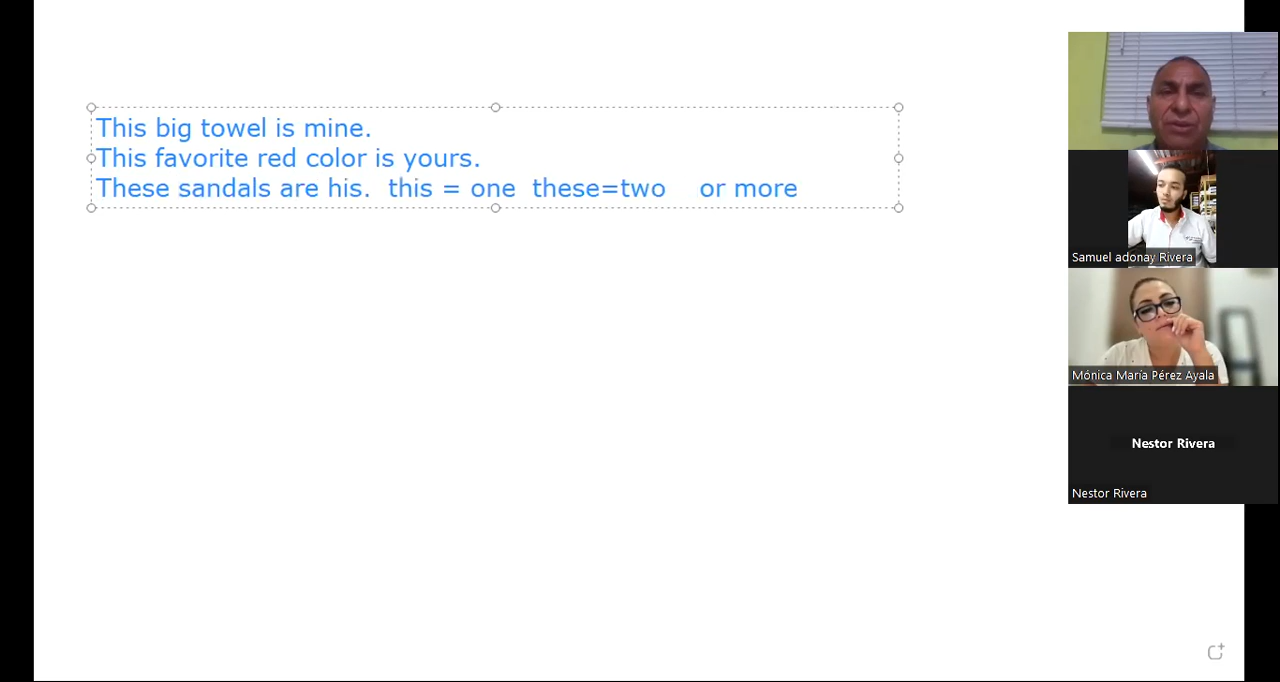 This big towel is mine.
This favorite red color is yours.
These sandals are his.  this = one  these=two    or more
Samuel adonay Rivera
Mónica María Pérez Ayala
Nestor Rivera
Nestor Rivera